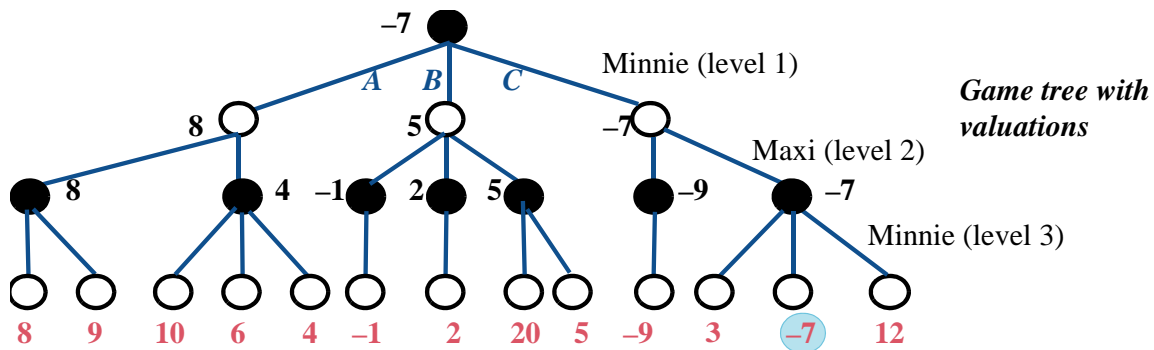 –7
Minnie (level 1)
A B C
Game tree with
valuations
8 5 –7
Maxi (level 2)
8 4 –1 2 5 –9 –7
Minnie (level 3)
8 9 10 6 4 –1 2 20 5 –9 3 –7 12